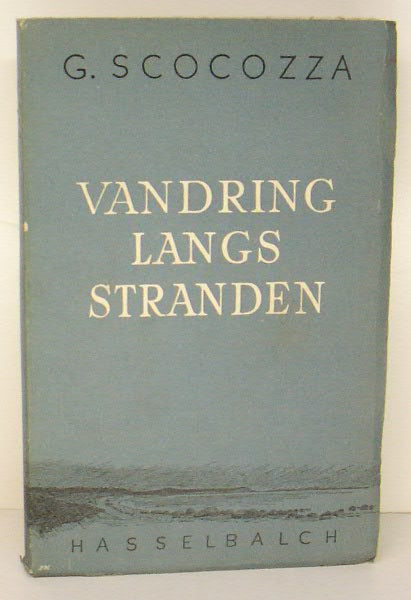 G. SCOCOZZA
VANDRING
LANGS
STRANDEN
HASSELBALCH